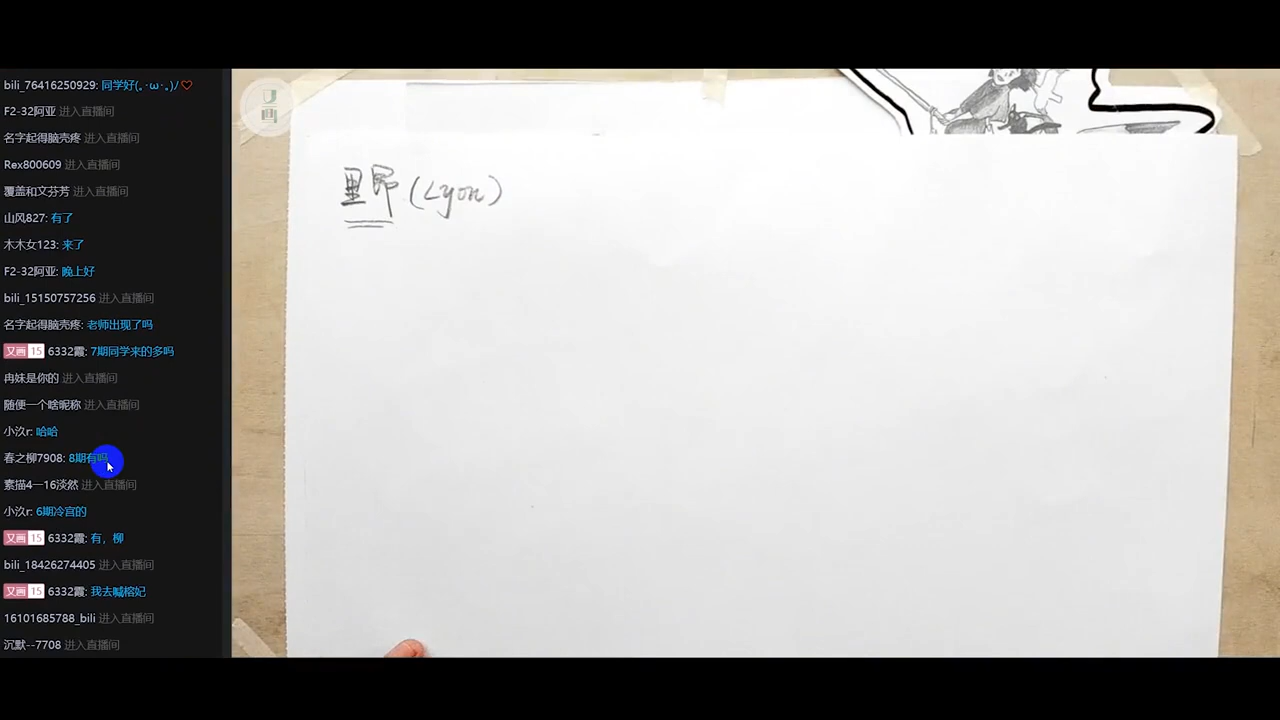 bili_76416250929: 同学好(｡･ω･｡)ﾉ♡
F2-32阿亚 进入直播间
名字起得脑壳疼 进入直播间
Rex800609 进入直播间
覆盖和文芬芳 进入直播间
山风827: 有了
木木女123: 来了
F2-32阿亚: 晚上好
bili_15150757256 进入直播间
名字起得脑壳疼: 老师出现了吗
又画 15 6332霞: 7期同学来的多吗
冉妹是你的 进入直播间
随便一个啥昵称 进入直播间
小汣r: 哈哈
春之柳7908: 8期有吗
素描4一16淡然 进入直播间
小汣r: 6期冷宫的
又画 15 6332霞: 有，柳
bili_18426274405 进入直播间
又画 15 6332霞: 我去喊榕妃
16101685788_bili 进入直播间
沉默--7708 进入直播间
里昂(Lyon)